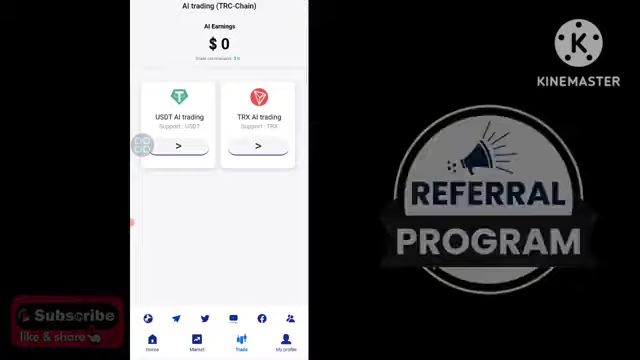 AI trading (TRC-Chain)
AI Earnings
$ 0
USDT AI trading
Support : USDT
>
TRX AI trading
Support : TRX
>
Home
Market
Trade
My profile
Subscribe
like & share
KINEMASTER
REFERRAL
PROGRAM